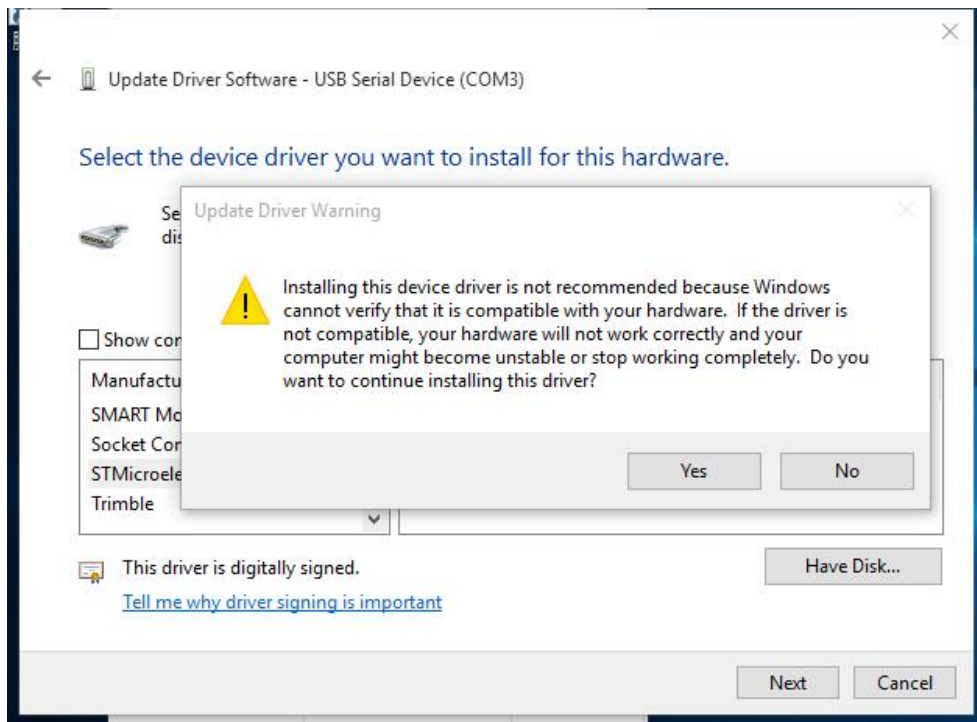 Update Driver Software - USB Serial Device (COM3)
Select the device driver you want to install for this hardware.
Update Driver Warning
Installing this device driver is not recommended because Windows
cannot verify that it is compatible with your hardware. If the driver is
not compatible, your hardware will not work correctly and your
computer might become unstable or stop working completely. Do you
want to continue installing this driver?
Yes No
Show
SMART
Socket
Trimble
This driver is digitally signed.
Have Disk...
Tell me why driver signing is important
Next Cancel